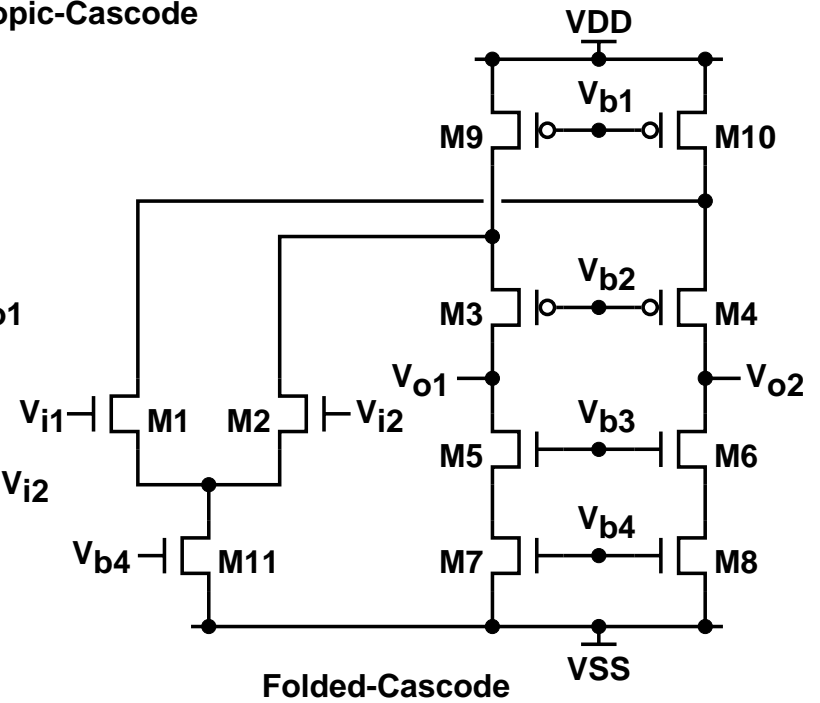 opic-Cascode
VDD
Vb1
M9
M10
Vb2
M3
M4
o1
Vo1
Vo2
Vi1
M1
M2
Vi2
Vb3
M5
M6
Vi2
Vb4
Vb4
M11
M7
M8
VSS
Folded-Cascode